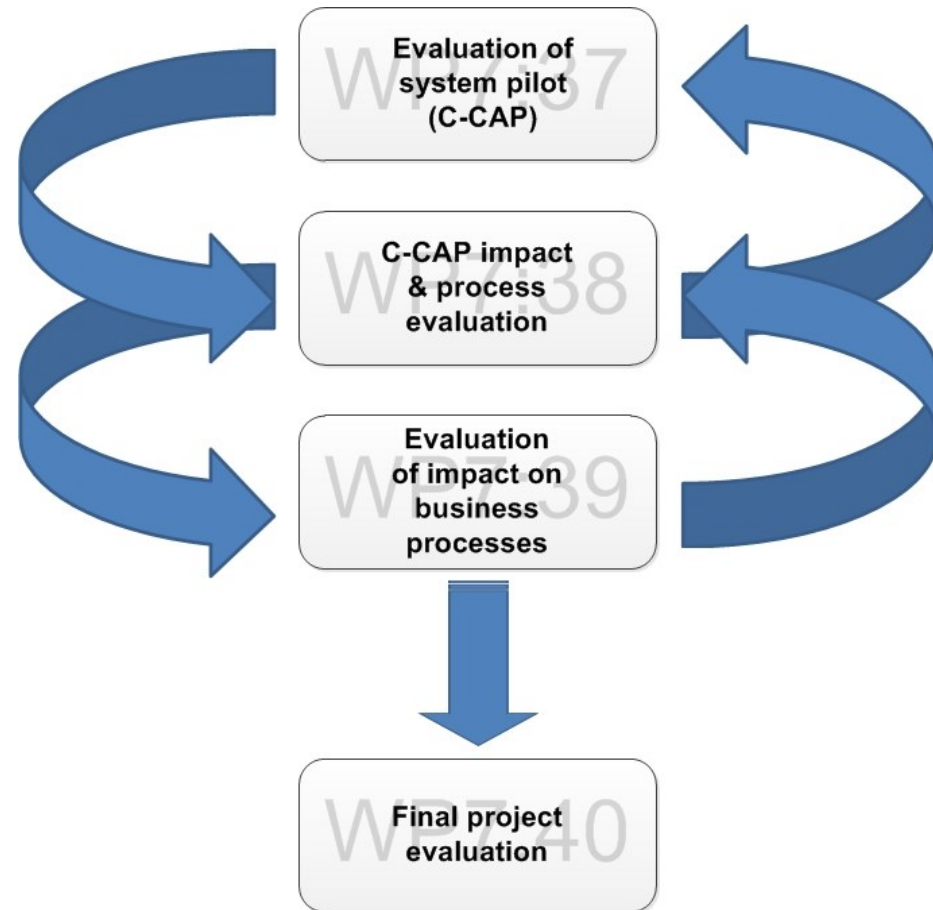 WP7:37
Evaluation of
system pilot
(C-CAP)
WP7:38
C-CAP impact
& process
evaluation
WP7:39
Evaluation
of impact on
business
processes
WP7:40
Final project
evaluation